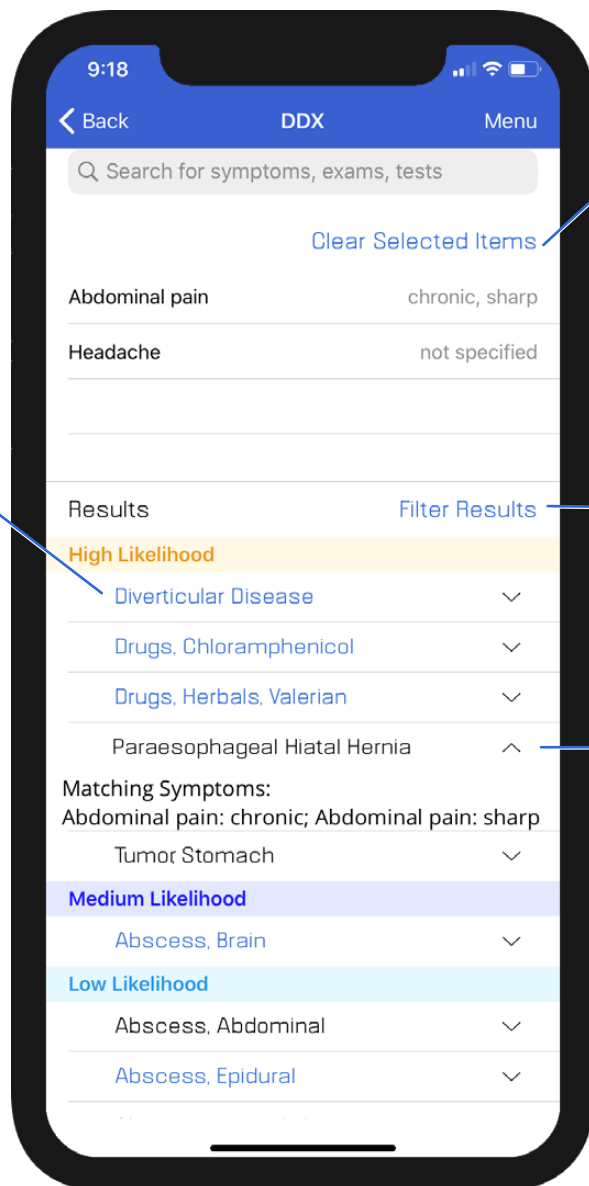 9:18
Back DDX Menu
Search for symptoms, exams, tests
Clear Selected Items
Abdominal pain chronic, sharp
Headache not specified
Results Filter Results
High Likelihood
Diverticular Disease
Drugs, Chloramphenicol
Drugs, Herbals, Valerian
Paraesophageal Hiatal Hernia
Matching Symptoms:
Abdominal pain: chronic; Abdominal pain: sharp
Tumor Stomach
Medium Likelihood
Abscess, Brain
Low Likelihood
Abscess, Abdominal
Abscess, Epidural